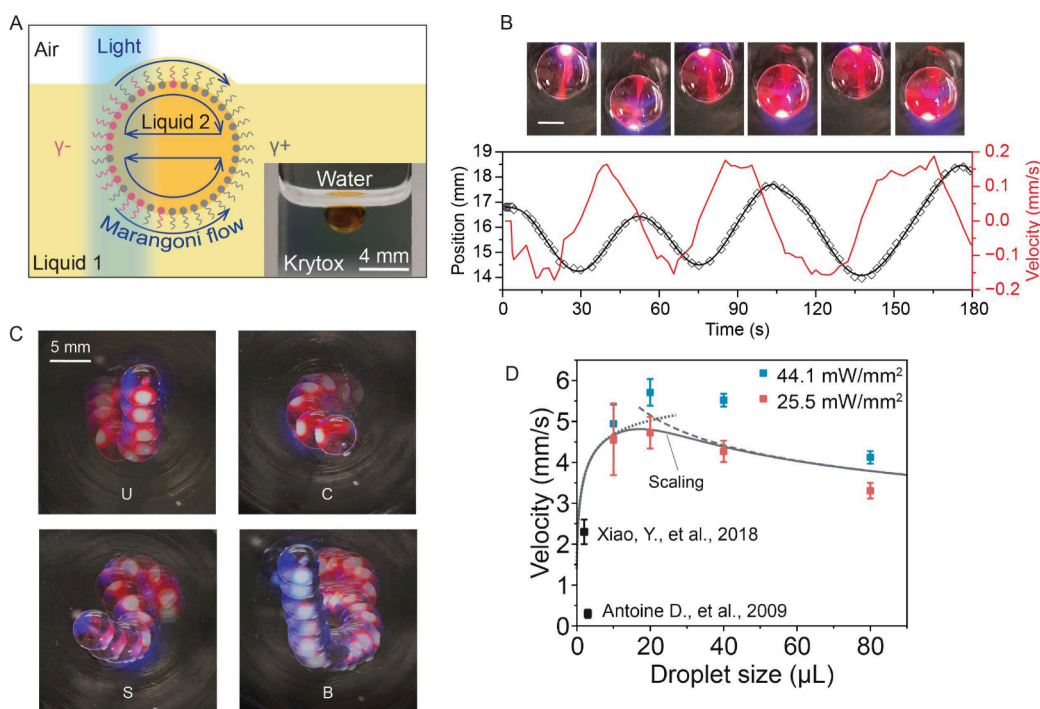 A
Air
Light
Liquid 2
γ-
γ+
Marangoni flow
Liquid 1
Water
Krytox
4 mm
B
Position (mm)
19
18
17
16
15
14
0.2
0.1
0.0
−0.1
−0.2
Velocity (mm/s)
0 30 60 90 120 150 180
Time (s)
C
5 mm
U
C
S
B
D
Velocity (mm/s)
6
5
4
3
2
1
0
44.1 mW/mm²
25.5 mW/mm²
Scaling
Xiao, Y., et al., 2018
Antoine D., et al., 2009
0 20 40 60 80
Droplet size (µL)